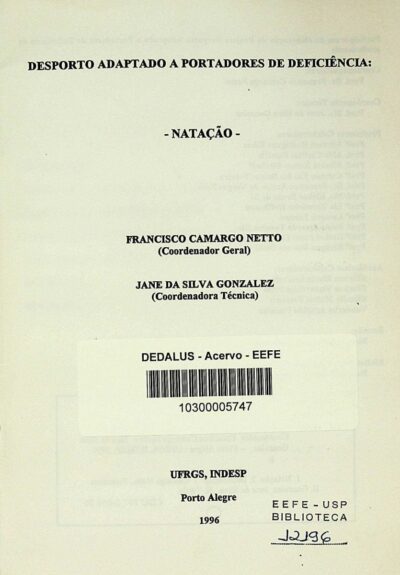 DESPORTO ADAPTADO A PORTADORES DE DEFICIÊNCIA:
- NATAÇÃO -
FRANCISCO CAMARGO NETTO
(Coordenador Geral)
JANE DA SILVA GONZALEZ
(Coordenadora Técnica)
DEDALUS - Acervo - EEFE
10300005747
UFRGS, INDESP
Porto Alegre
1996
EEFE - USP
BIBLIOTECA
12196